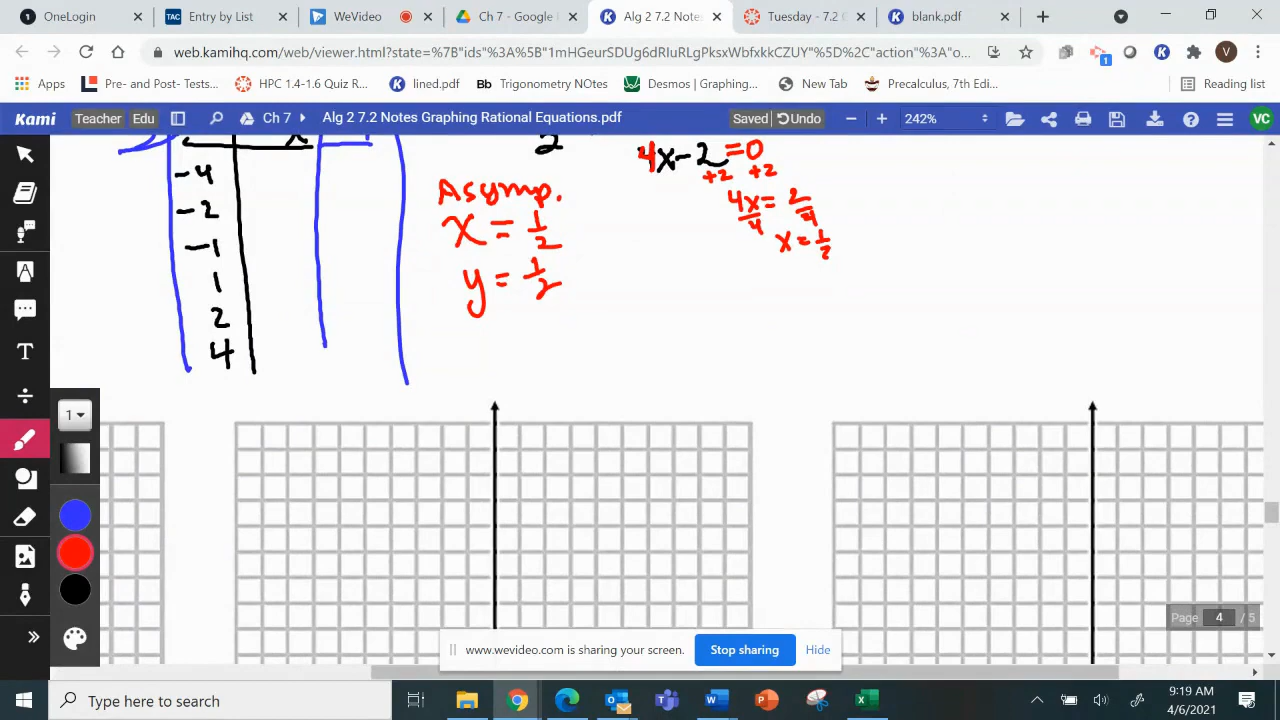 OneLogin
Entry by List
WeVideo
Ch 7 - Google
Alg 2 7.2 Notes
Tuesday - 7.2
blank.pdf
web.kamihq.com/web/viewer.html?state=%7B"ids"%3A%5B"1mHGeurSDUg6dRIuRLgPksxWbfxkkCZUY"%5D%2C"action"%3A"o...
Apps
Pre- and Post- Tests...
HPC 1.4-1.6 Quiz R...
lined.pdf
Bb Trigonometry NOtes
Desmos | Graphing...
New Tab
Precalculus, 7th Edi...
Reading list
Kami Teacher Edu Ch 7 Alg 2 7.2 Notes Graphing Rational Equations.pdf Saved Undo 242% VC
x
-4
-2
-1
1
2
4
2
Asymp.
x = 1/2
y = 1/2
4x-2=0
+2 +2
4x = 2
4 4
x = 1/2
1
Page 4 / 5
www.wevideo.com is sharing your screen. Stop sharing Hide
Type here to search
9:19 AM
4/6/2021